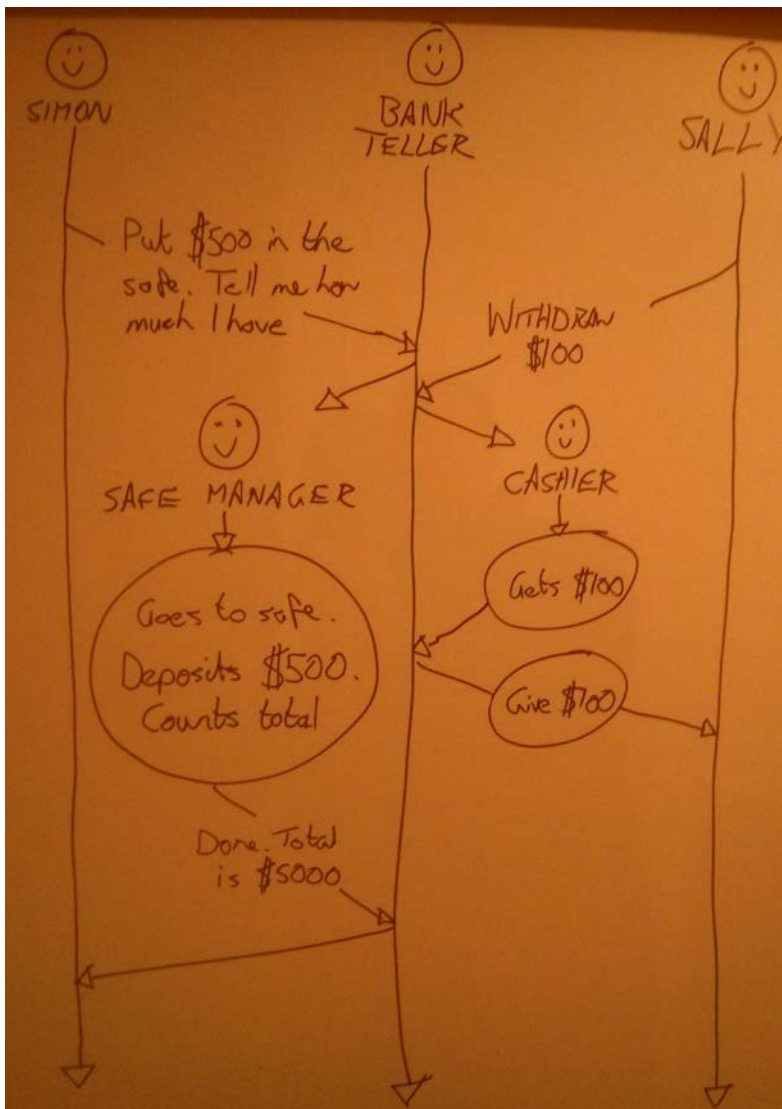 SIMON
BANK
TELLER
SALLY
Put $500 in the
safe. Tell me how
much I have
WITHDRAW
$100
SAFE MANAGER
CASHIER
Goes to safe.
Deposits $500.
Counts total
Gets $100
Give $100
Done. Total
is $5000